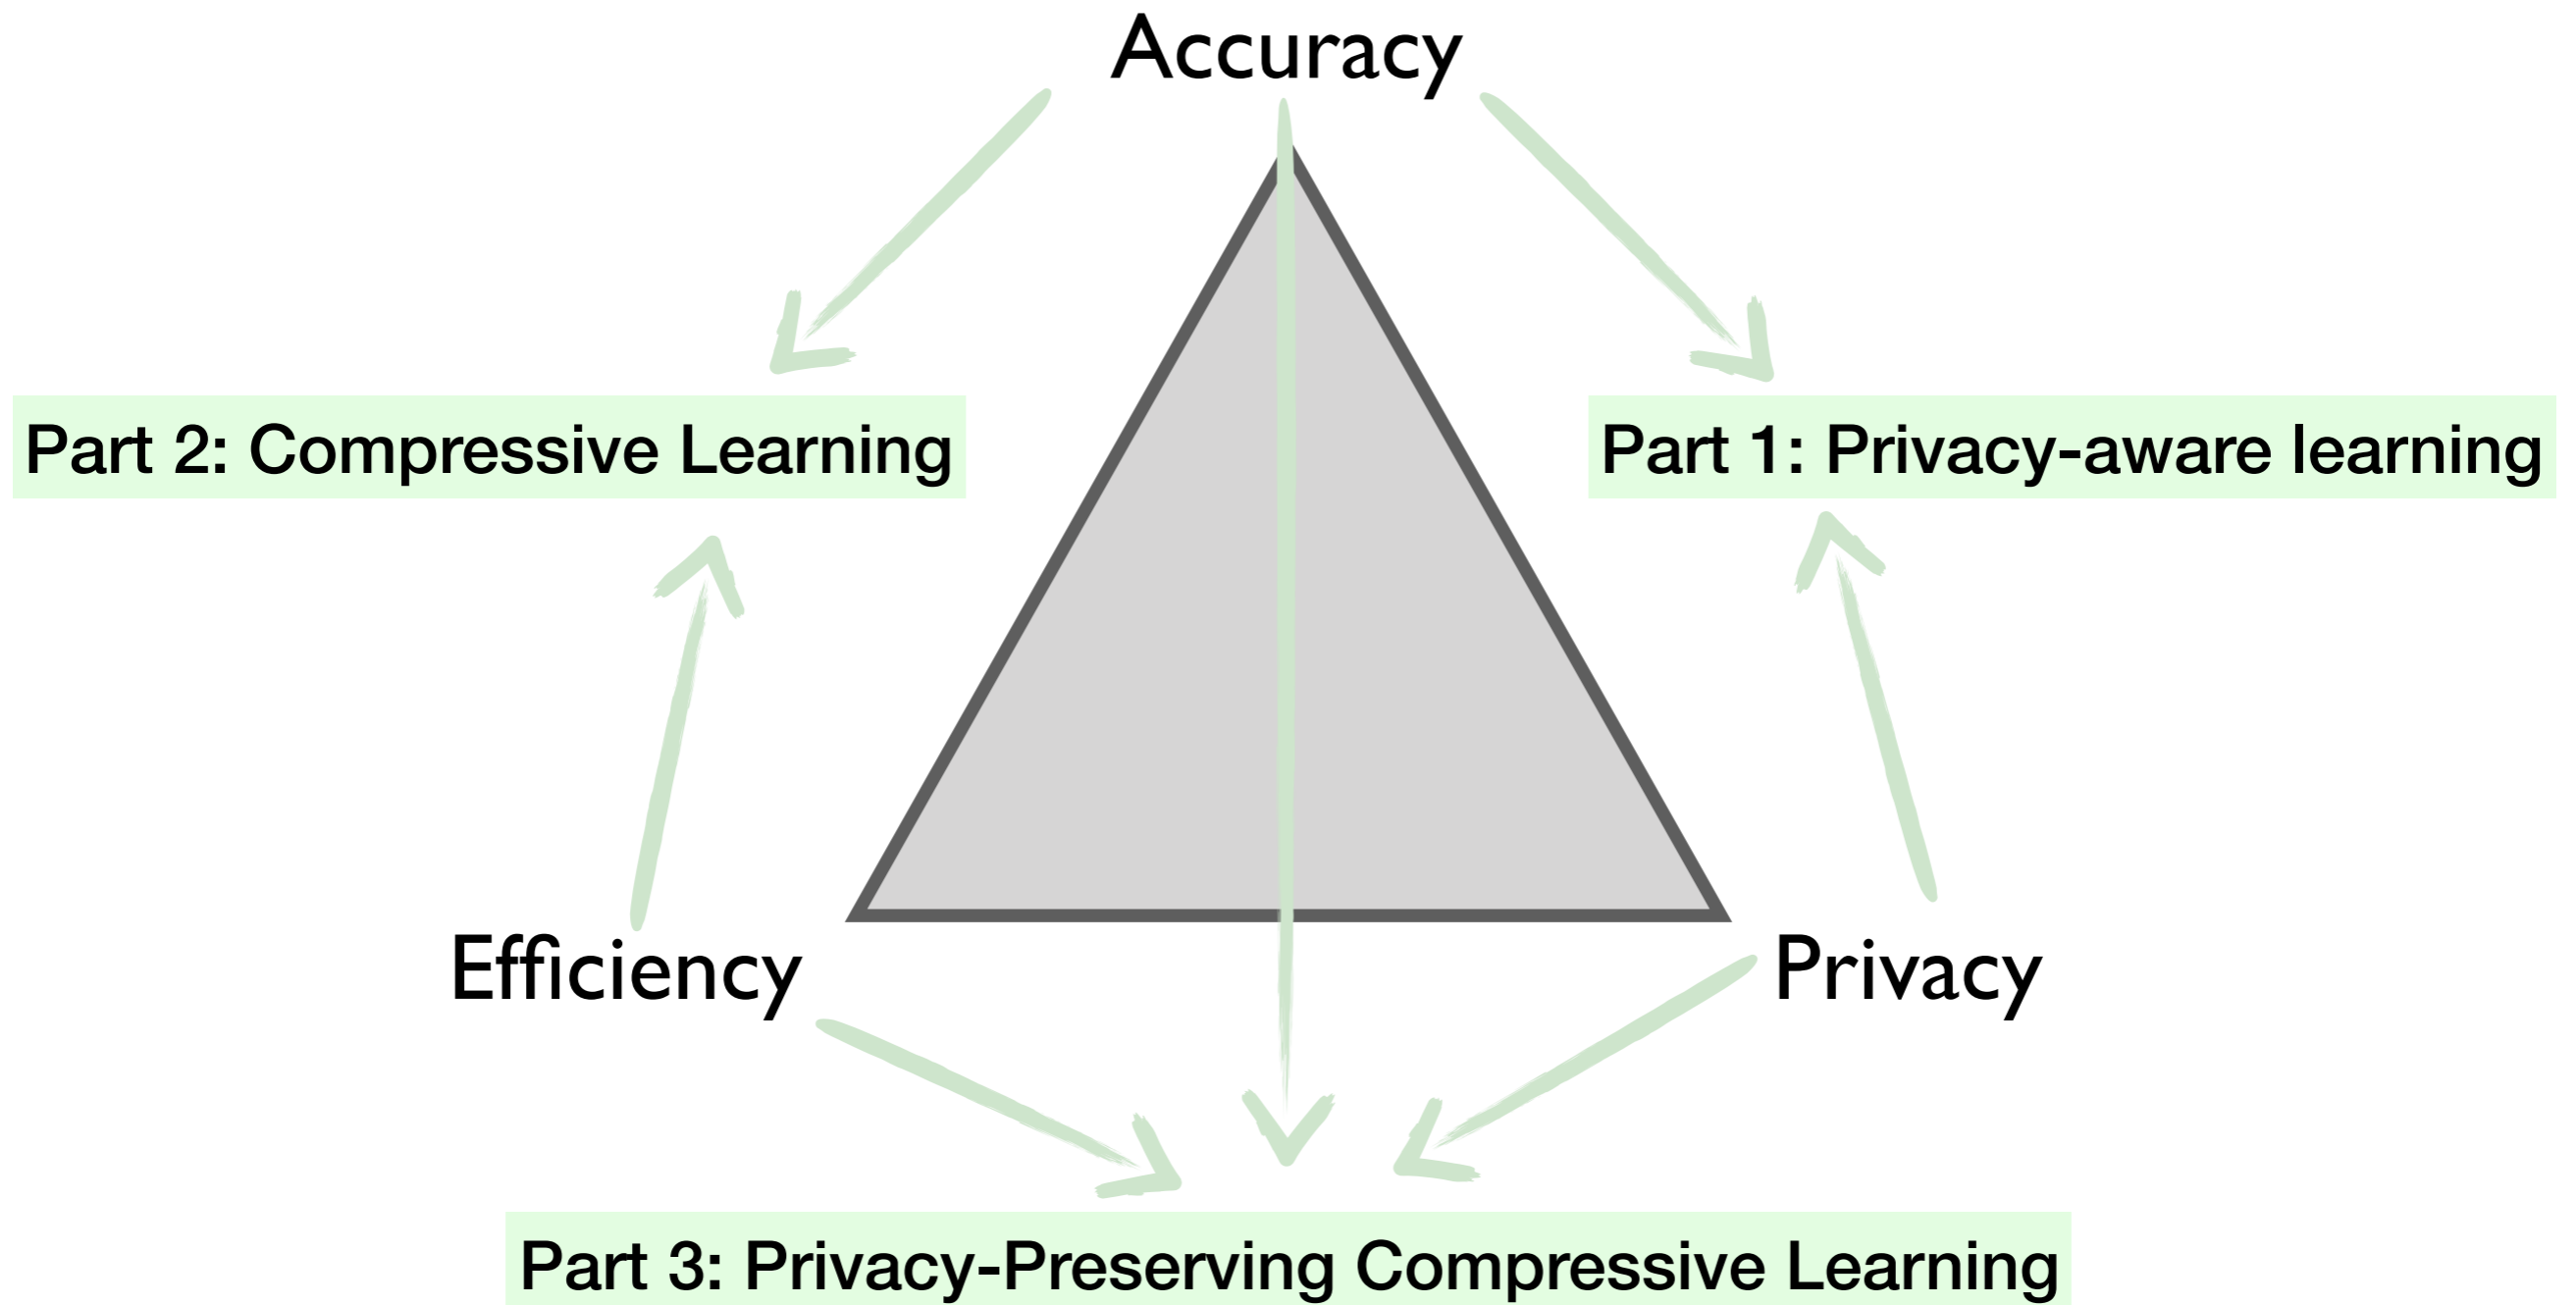 Accuracy
Part 2: Compressive Learning
Part 1: Privacy-aware learning
Efficiency
Privacy
Part 3: Privacy-Preserving Compressive Learning